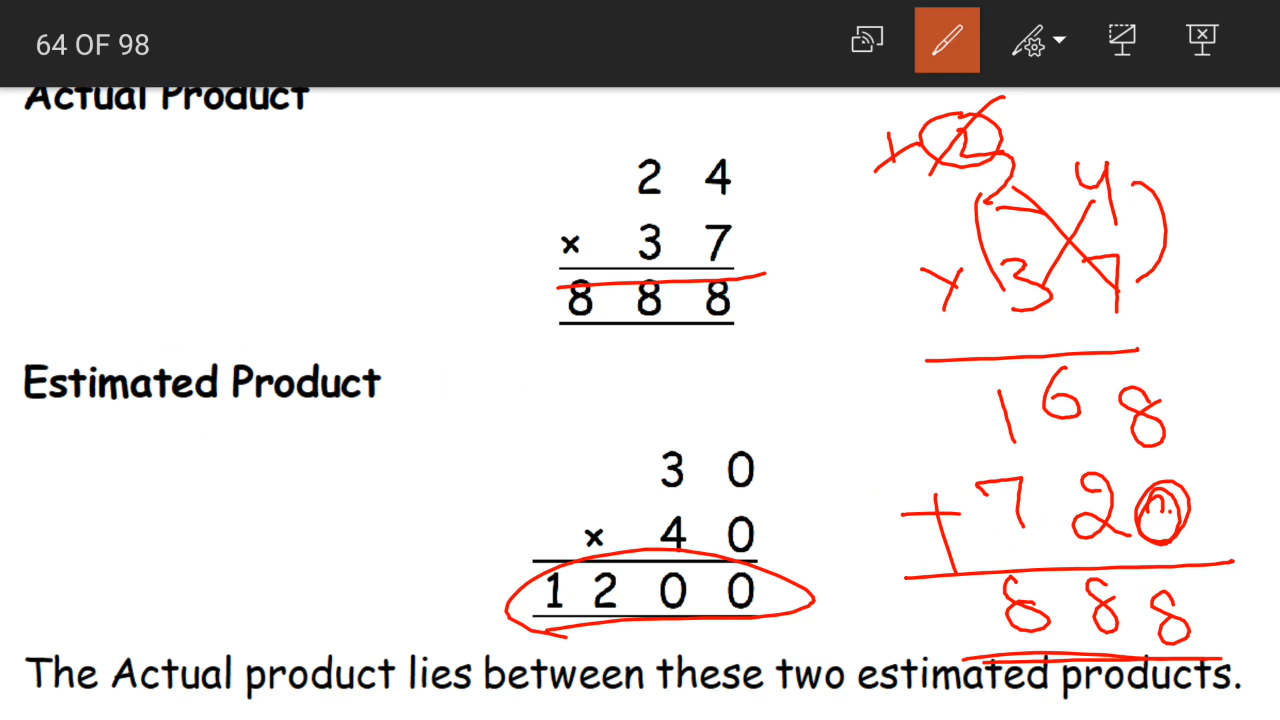 64 OF 98
Actual Product
2 4
× 3 7
8 8 8
Estimated Product
3 0
× 4 0
1 2 0 0
The Actual product lies between these two estimated products.
+ 2
2 4
× 3 7
1 6 8
+ 7 2 0
8 8 8